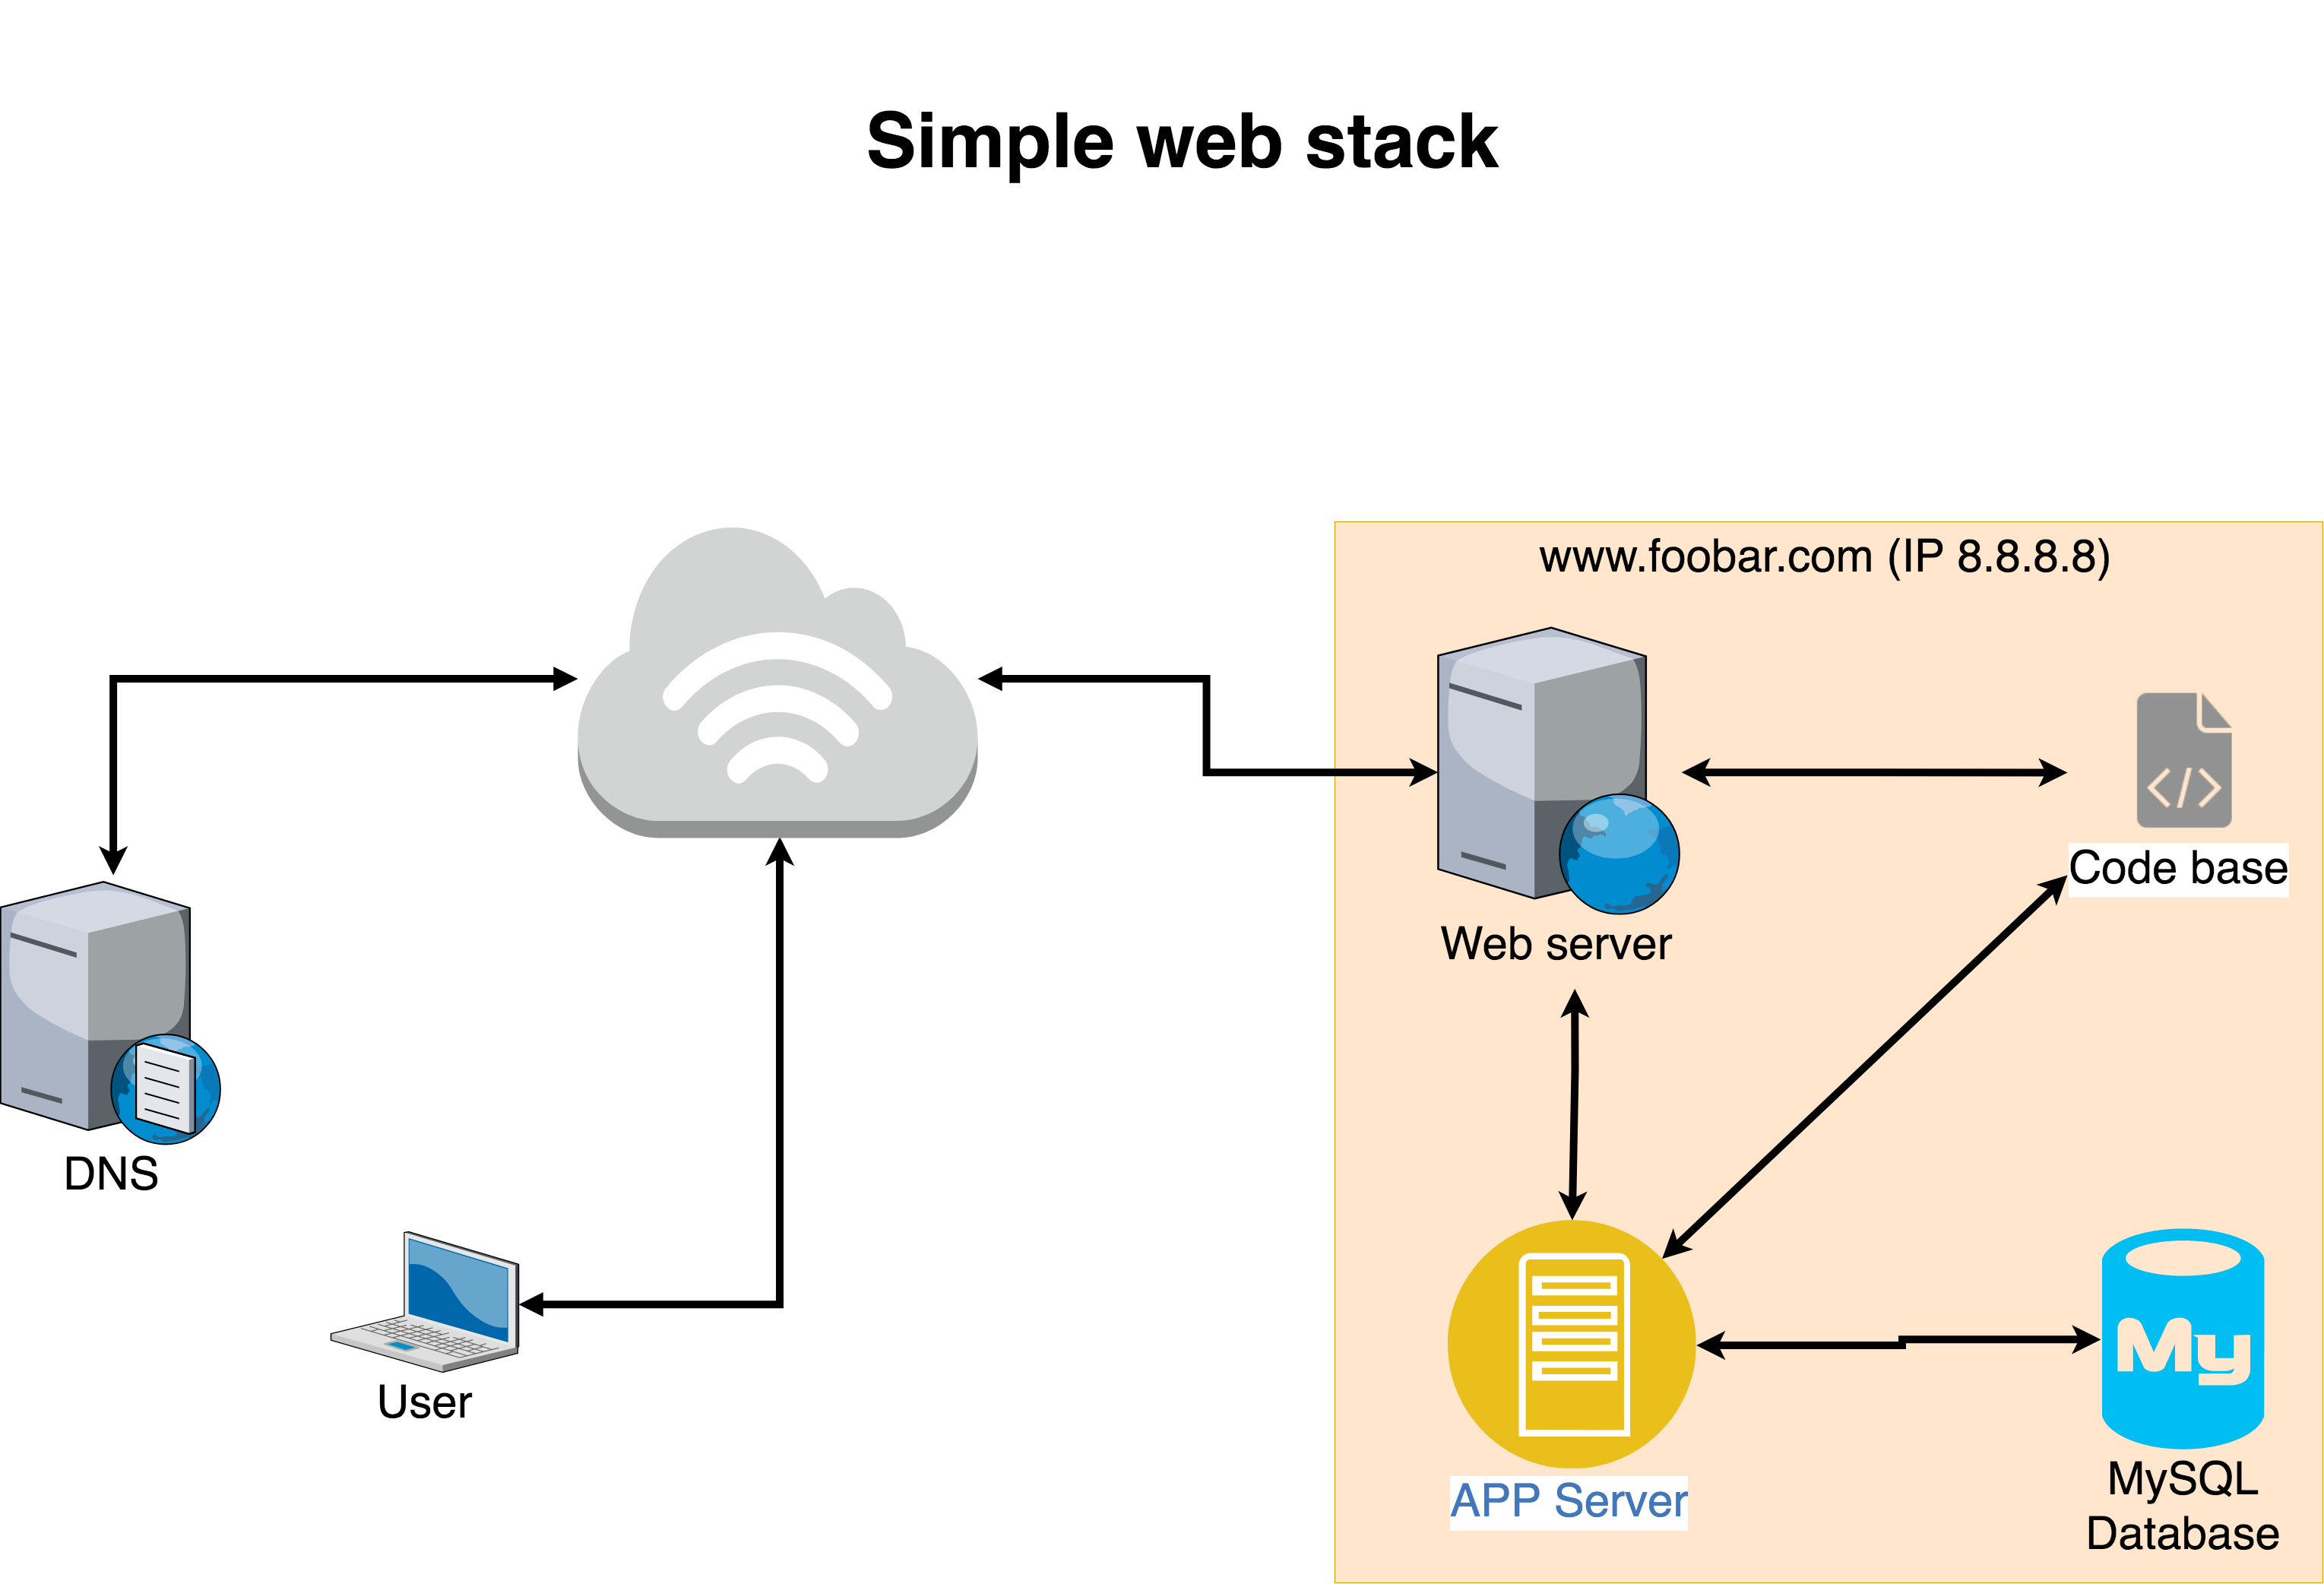 Simple web stack
www.foobar.com (IP 8.8.8.8)
</>
Code base
Web server
DNS
User
My
APP Server
MySQL
Database